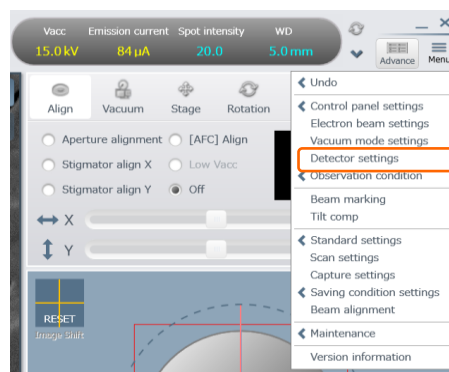 Vacc Emission current Spot intensity WD
15.0 kV 84 μA 20.0 5.0 mm
Advance Menu
Align Vacuum Stage Rotation
Aperture alignment [AFC] Align
Stigmator align X Low Vacc
Stigmator align Y Off
X
Y
RESET
Image Shift
Undo
Control panel settings
Electron beam settings
Vacuum mode settings
Detector settings
Observation condition
Beam marking
Tilt comp
Standard settings
Scan settings
Capture settings
Saving condition settings
Beam alignment
Maintenance
Version information